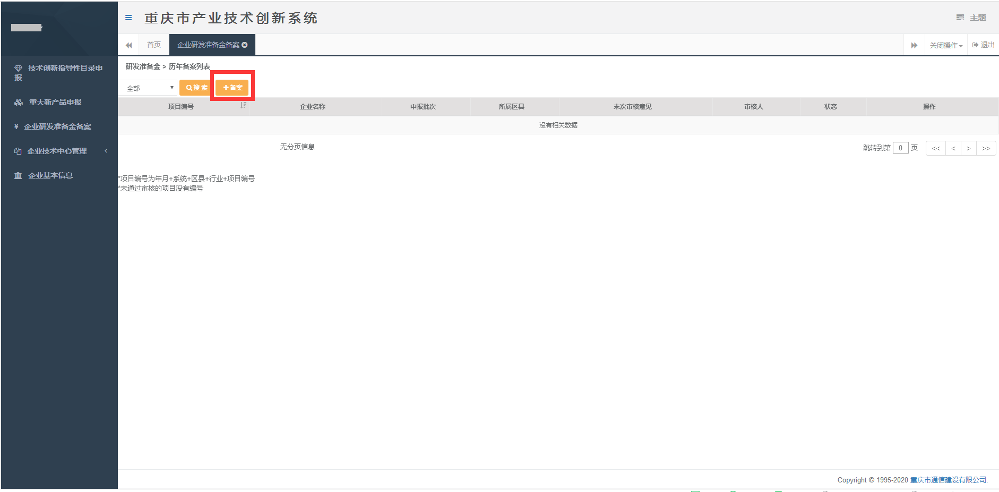 重庆市产业技术创新系统
主题
首页
企业研发准备金备案
关闭操作
退出
技术创新指导性目录申
报
重大新产品申报
¥ 企业研发准备金备案
企业技术中心管理 <
企业基本信息
研发准备金 > 历年备案列表
全部
搜 索
备案
项目编号 企业名称 申报批次 所属区县 末次审核意见 审核人 状态 操作
没有相关数据
无分页信息
跳转到第 0 页 << < > >>
*项目编号为年月+系统+区县+行业+项目编号
*未通过审核的项目没有编号
Copyright © 1995-2020 重庆市通信建设有限公司.